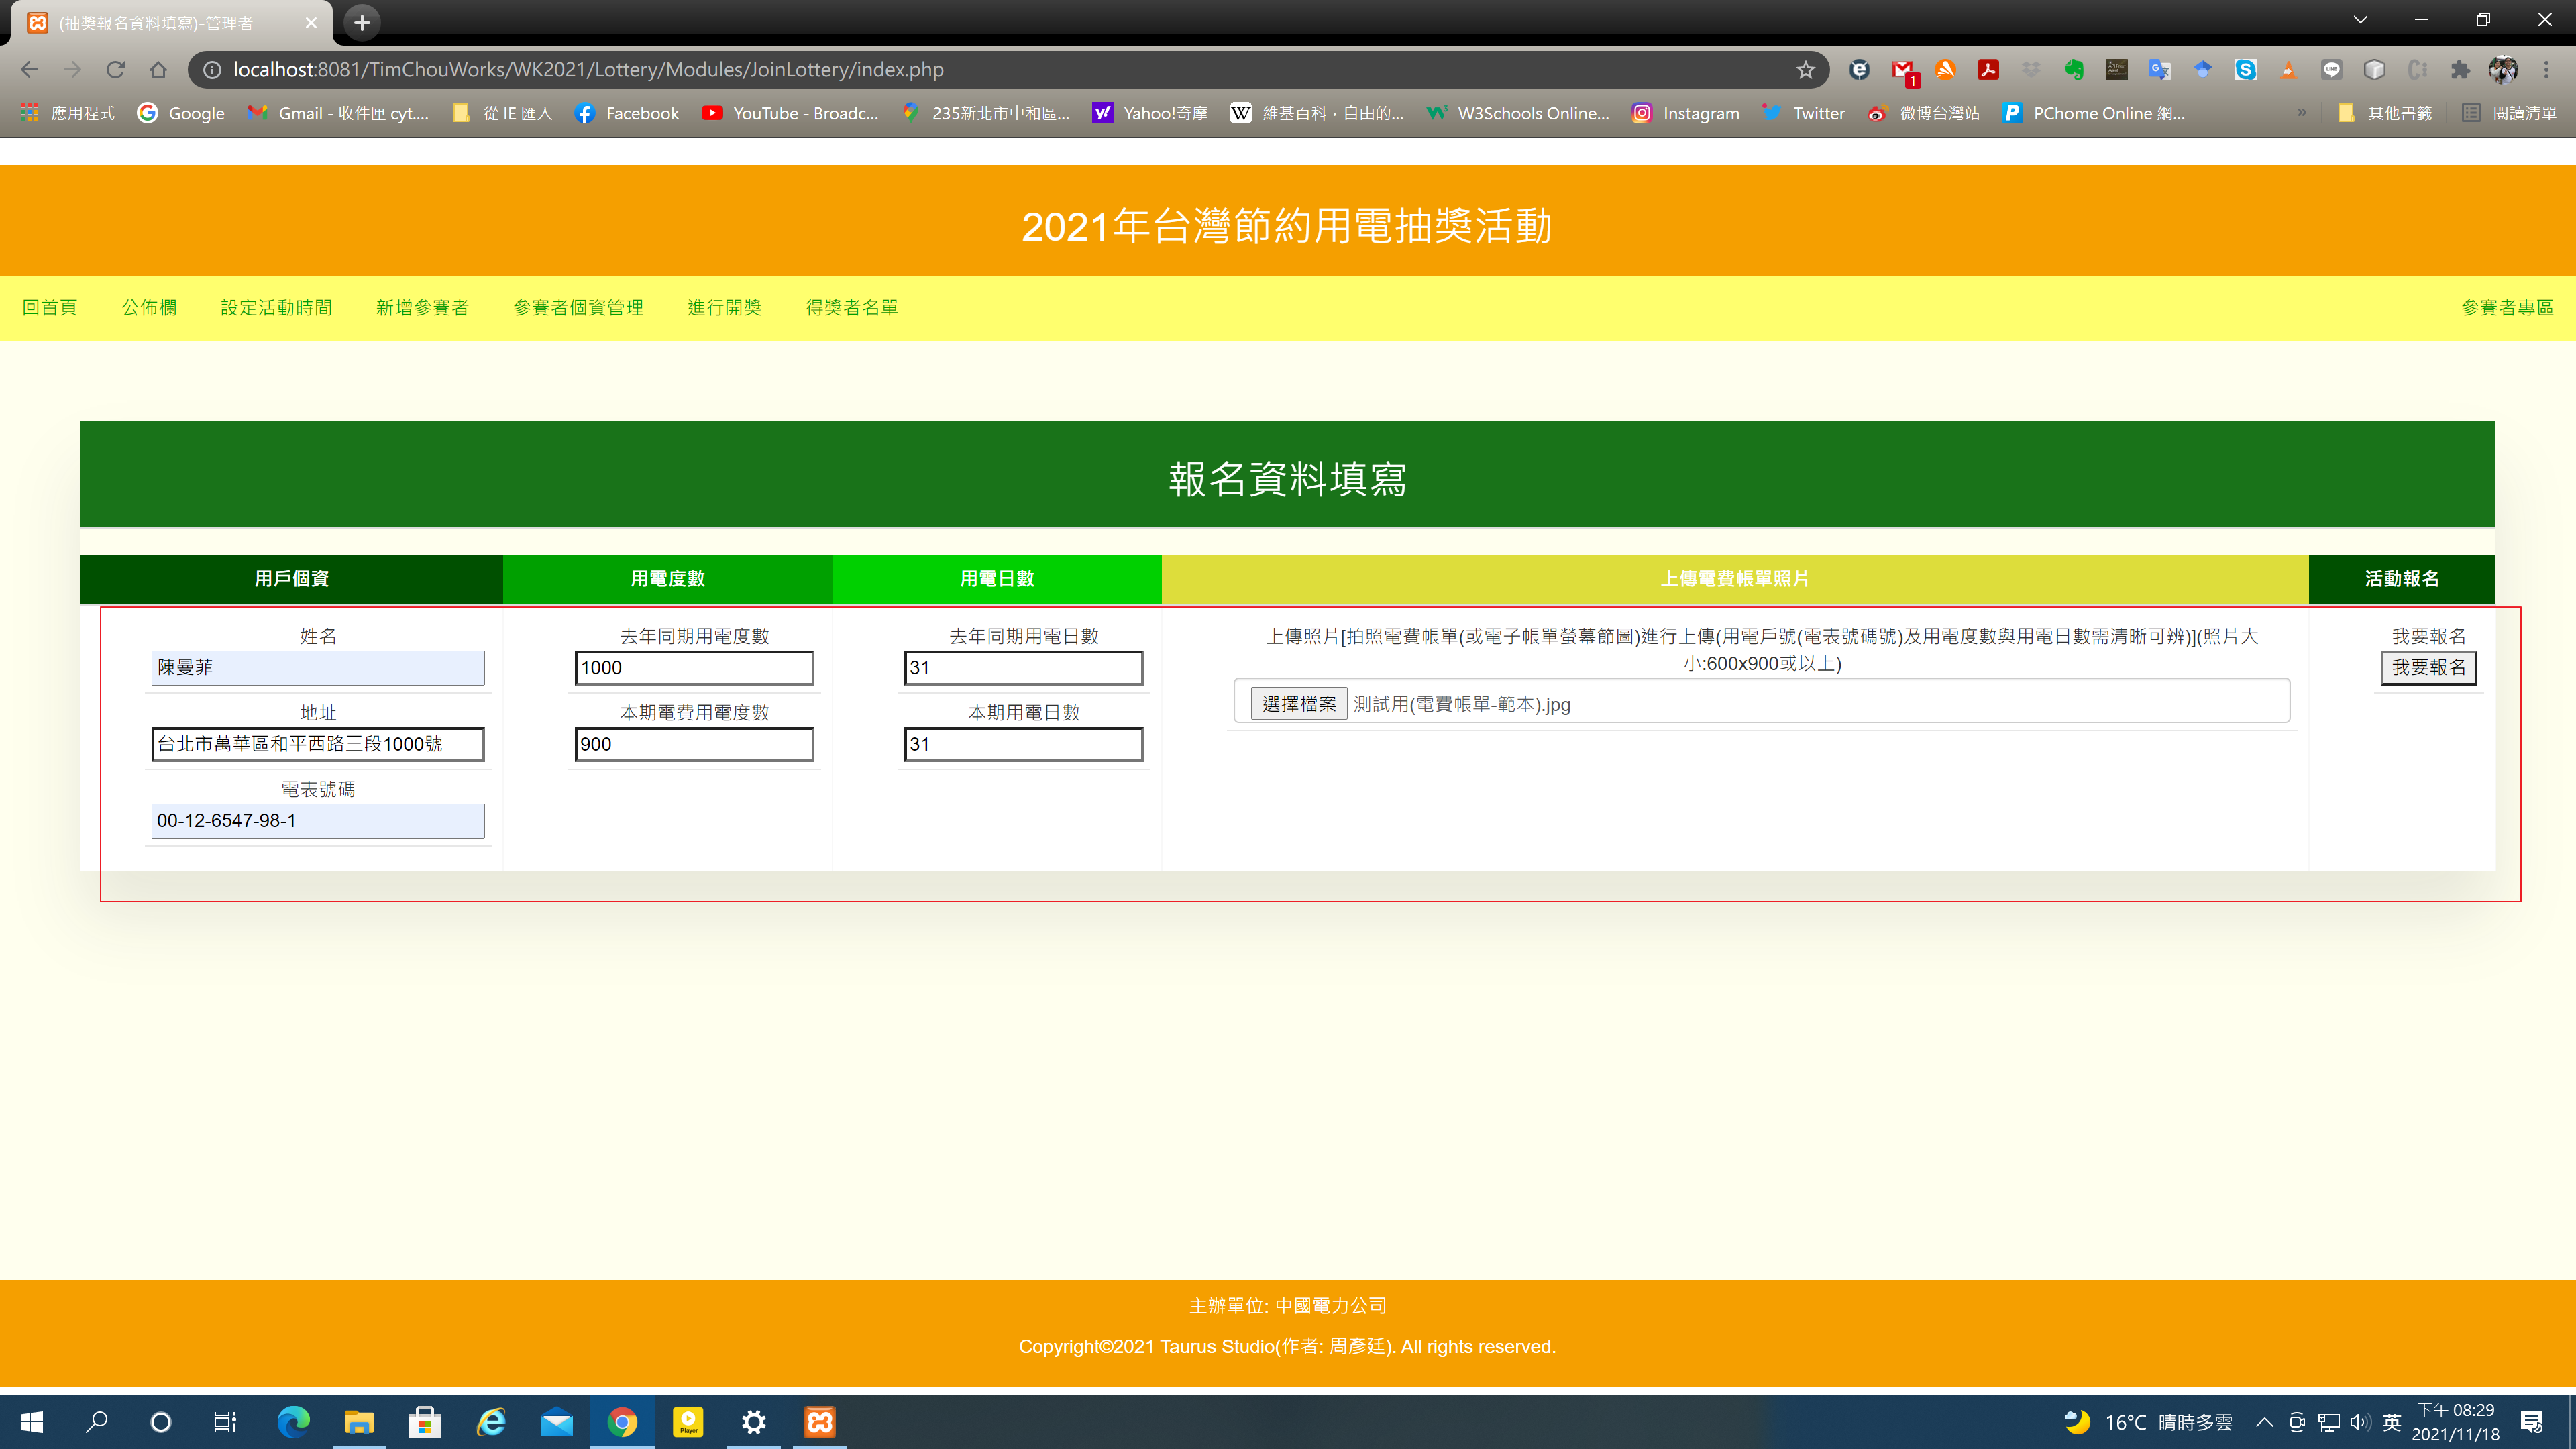 (抽獎報名資料填寫)-管理者
localhost:8081/TimChouWorks/WK2021/Lottery/Modules/JoinLottery/index.php
1
應用程式 Google Gmail - 收件匣 cyt.... 從 IE 匯入 Facebook YouTube - Broadc... 235新北市中和區... Yahoo!奇摩 維基百科，自由的... W3Schools Online... Instagram Twitter 微博台灣站 PChome Online 網... » 其他書籤 閱讀清單
2021年台灣節約用電抽獎活動
回首頁 公佈欄 設定活動時間 新增參賽者 參賽者個資管理 進行開獎 得獎者名單 參賽者專區
報名資料填寫
用戶個資 用電度數 用電日數 上傳電費帳單照片 活動報名
姓名 去年同期用電度數 去年同期用電日數 上傳照片[拍照電費帳單(或電子帳單螢幕節圖)進行上傳(用電戶號(電表號碼號)及用電度數與用電日數需清晰可辨)](照片大 我要報名
小:600x900或以上)
陳曼菲 1000 31 我要報名
選擇檔案 測試用(電費帳單-範本).jpg
地址 本期電費用電度數 本期用電日數
台北市萬華區和平西路三段1000號 900 31
電表號碼
00-12-6547-98-1
主辦單位: 中國電力公司
Copyright©2021 Taurus Studio(作者: 周彥廷). All rights reserved.
Player
16°C 晴時多雲 英 下午 08:29
2021/11/18